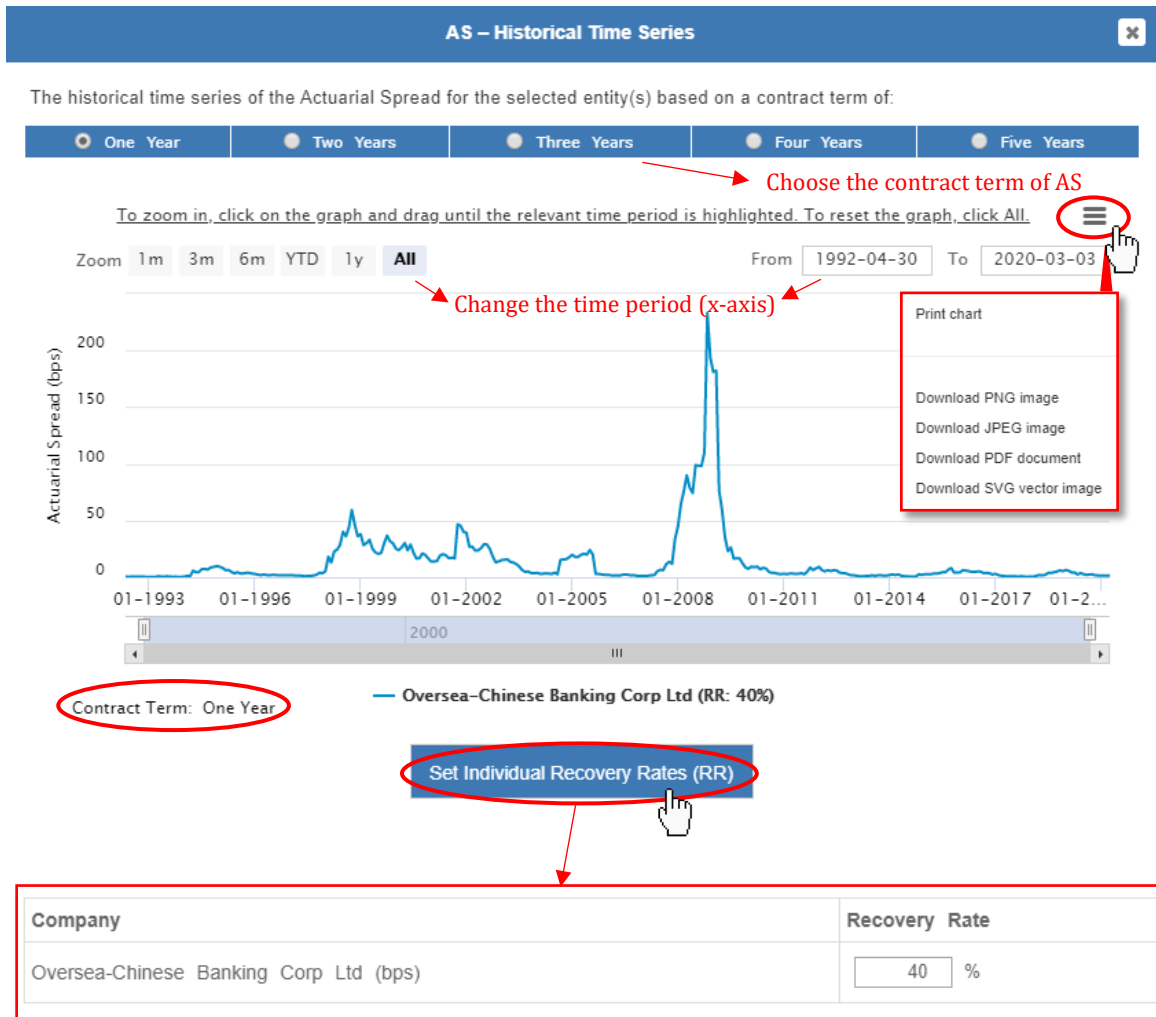 AS – Historical Time Series
The historical time series of the Actuarial Spread for the selected entity(s) based on a contract term of:
One Year Two Years Three Years Four Years Five Years
Choose the contract term of AS
To zoom in, click on the graph and drag until the relevant time period is highlighted. To reset the graph, click All.
Zoom 1m 3m 6m YTD 1y All From 1992-04-30 To 2020-03-03
Change the time period (x-axis)
Print chart
Download PNG image
Download JPEG image
Download PDF document
Download SVG vector image
Actuarial Spread (bps)
200
150
100
50
0
01-1993 01-1996 01-1999 01-2002 01-2005 01-2008 01-2011 01-2014 01-2017 01-2...
2000
Contract Term: One Year
Oversea-Chinese Banking Corp Ltd (RR: 40%)
Set Individual Recovery Rates (RR)
Company Recovery Rate
Oversea-Chinese Banking Corp Ltd (bps) 40 %